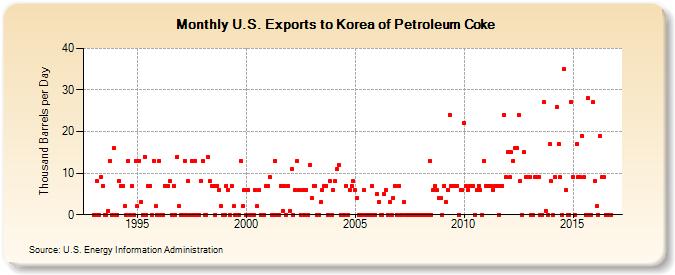 Monthly U.S. Exports to Korea of Petroleum Coke
Thousand Barrels per Day
40
30
20
10
0
1995 2000 2005 2010 2015
Source: U.S. Energy Information Administration